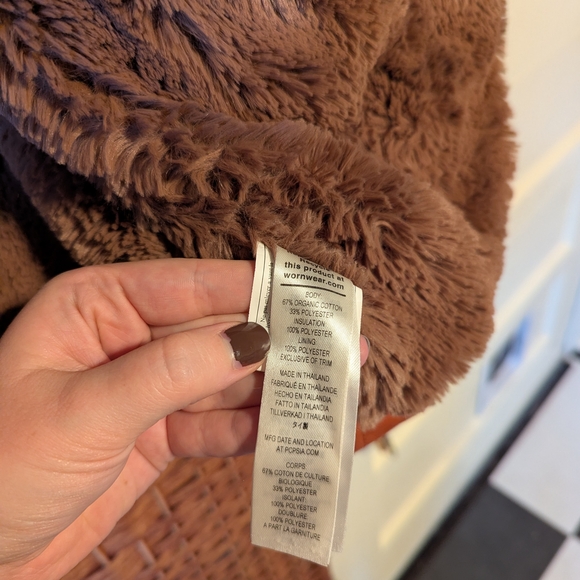 this product at
wornwear.com
BODY
67% ORGANIC COTTON
33% POLYESTER
INSULATION
100% POLYESTER
LINING
100% POLYESTER
EXCLUSIVE OF TRIM
MADE IN THAILAND
FABRIQUÉ EN THAÏLANDE
HECHO EN TAILANDIA
FATTO IN TAILANDIA
TILLVERKAD I THAILAND
タイ製
MFG DATE AND LOCATION
AT PCPSIA.COM
CORPS
67% COTON DE CULTURE
BIOLOGIQUE
33% POLYESTER
ISOLANT
100% POLYESTER
DOUBLURE
100% POLYESTER
À PART LA GARNITURE